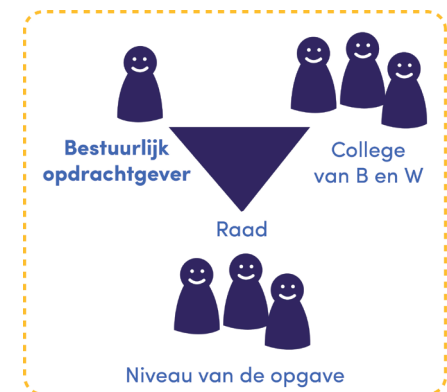 Bestuurlijk
opdrachtgever
College
van B en W
Raad
Niveau van de opgave